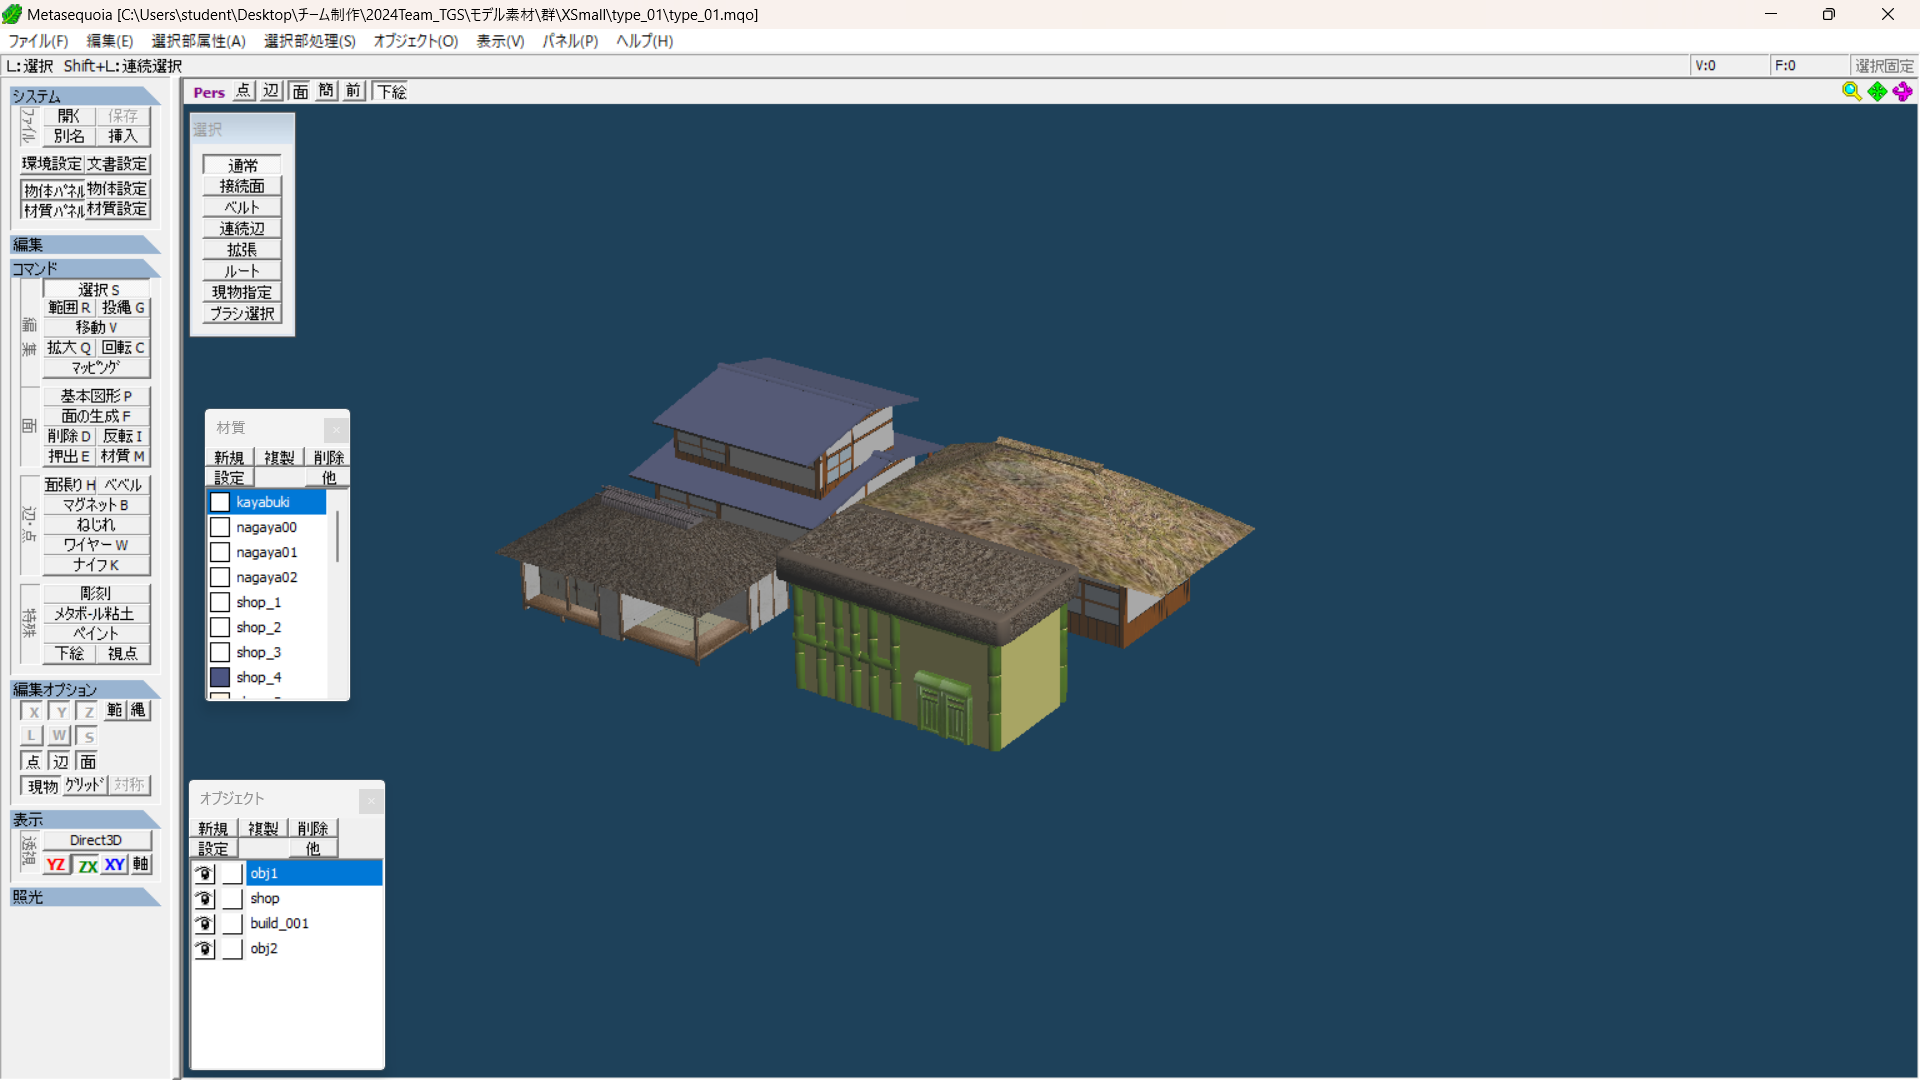 Metasequoia [C:\Users\student\Desktop\チーム制作\2024Team_TGS\モデル素材\群\XSmall\type_01\type_01.mqo]
ファイル(F) 編集(E) 選択部属性(A) 選択部処理(S) オブジェクト(O) 表示(V) パネル(P) ヘルプ(H)
L:選択 Shift+L:連続選択 V:0 F:0 選択固定
Pers 点 辺 面 簡 前 下絵
システム
ファイル
開く 保存
別名 挿入
環境設定 文書設定
物体パネル 物体設定
材質パネル 材質設定
編集
コマンド
編集
選択 S
範囲 R 投縄 G
移動 V
拡大 Q 回転 C
マッピング
面
基本図形 P
面の生成 F
削除 D 反転 I
押出 E 材質 M
辺・点
面張り H ベベル
マグネット B
ねじれ
ワイヤー W
ナイフ K
特殊
彫刻
メタボール粘土
ペイント
下絵 視点
編集オプション
X Y Z 範 縄
L W S
点 辺 面
現物 グリッド 対称
表示
透視
Direct3D
YZ ZX XY 軸
照光
選択
通常
接続面
ベルト
連続辺
拡張
ルート
現物指定
ブラシ選択
材質
新規 複製 削除
設定 他
kayabuki
nagaya00
nagaya01
nagaya02
shop_1
shop_2
shop_3
shop_4
オブジェクト
新規 複製 削除
設定 他
obj1
shop
build_001
obj2